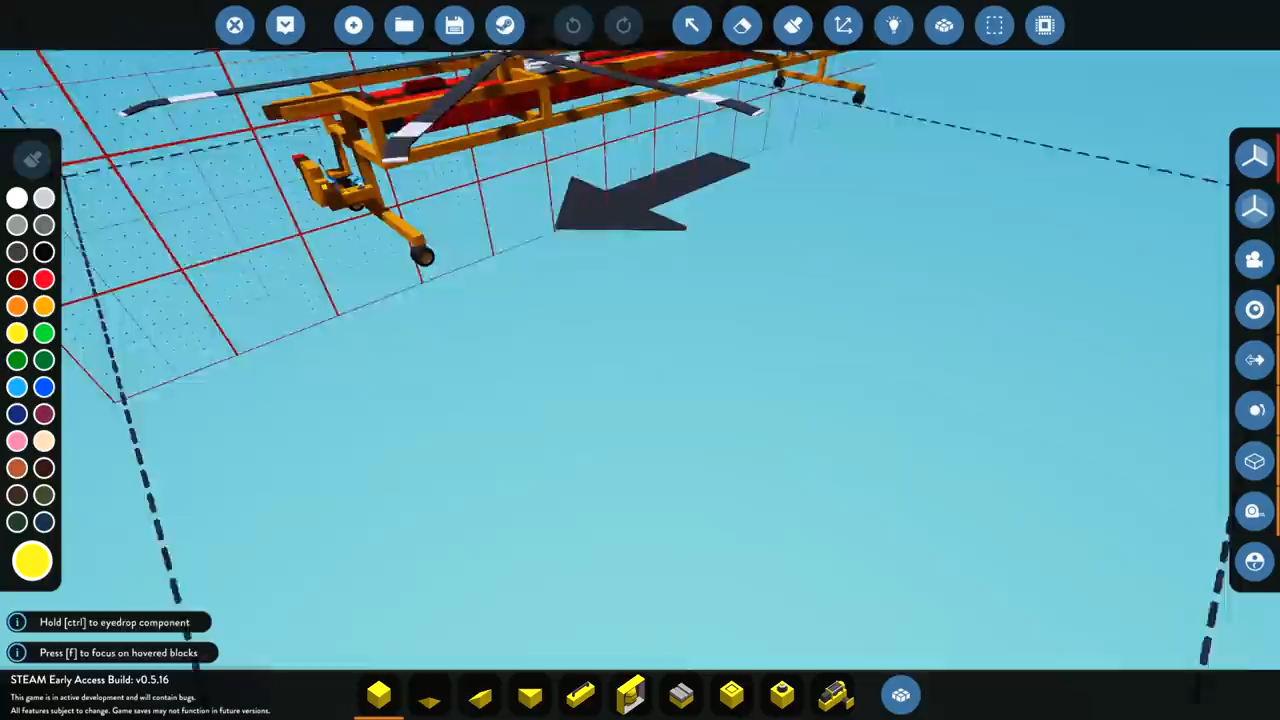 Hold [ctrl] to eyedrop component
Press [f] to focus on hovered blocks
STEAM Early Access Build: v0.5.16
This game is in active development and will contain bugs.
All features subject to change. Game saves may not function in future versions.